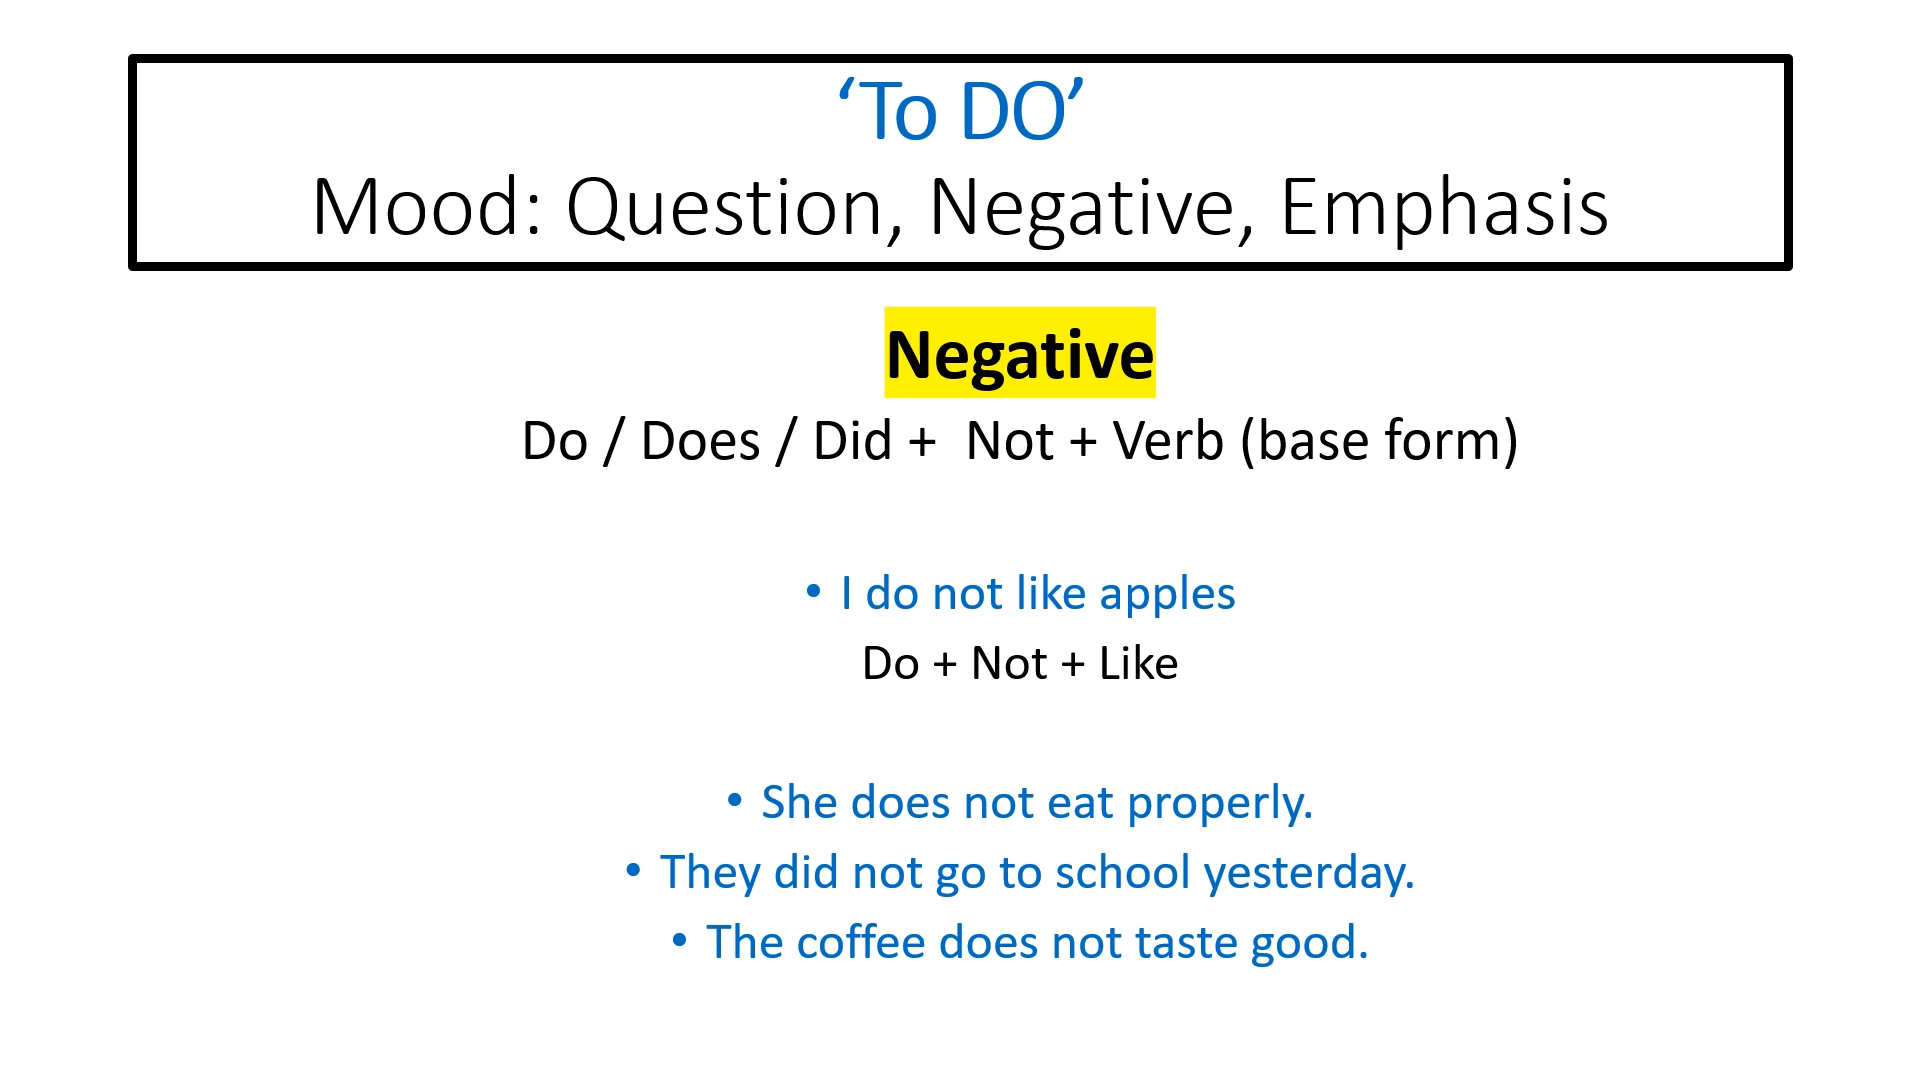 ‘To DO’
Mood: Question, Negative, Emphasis
Negative
Do / Does / Did +  Not + Verb (base form)
• I do not like apples
Do + Not + Like
• She does not eat properly.
• They did not go to school yesterday.
• The coffee does not taste good.